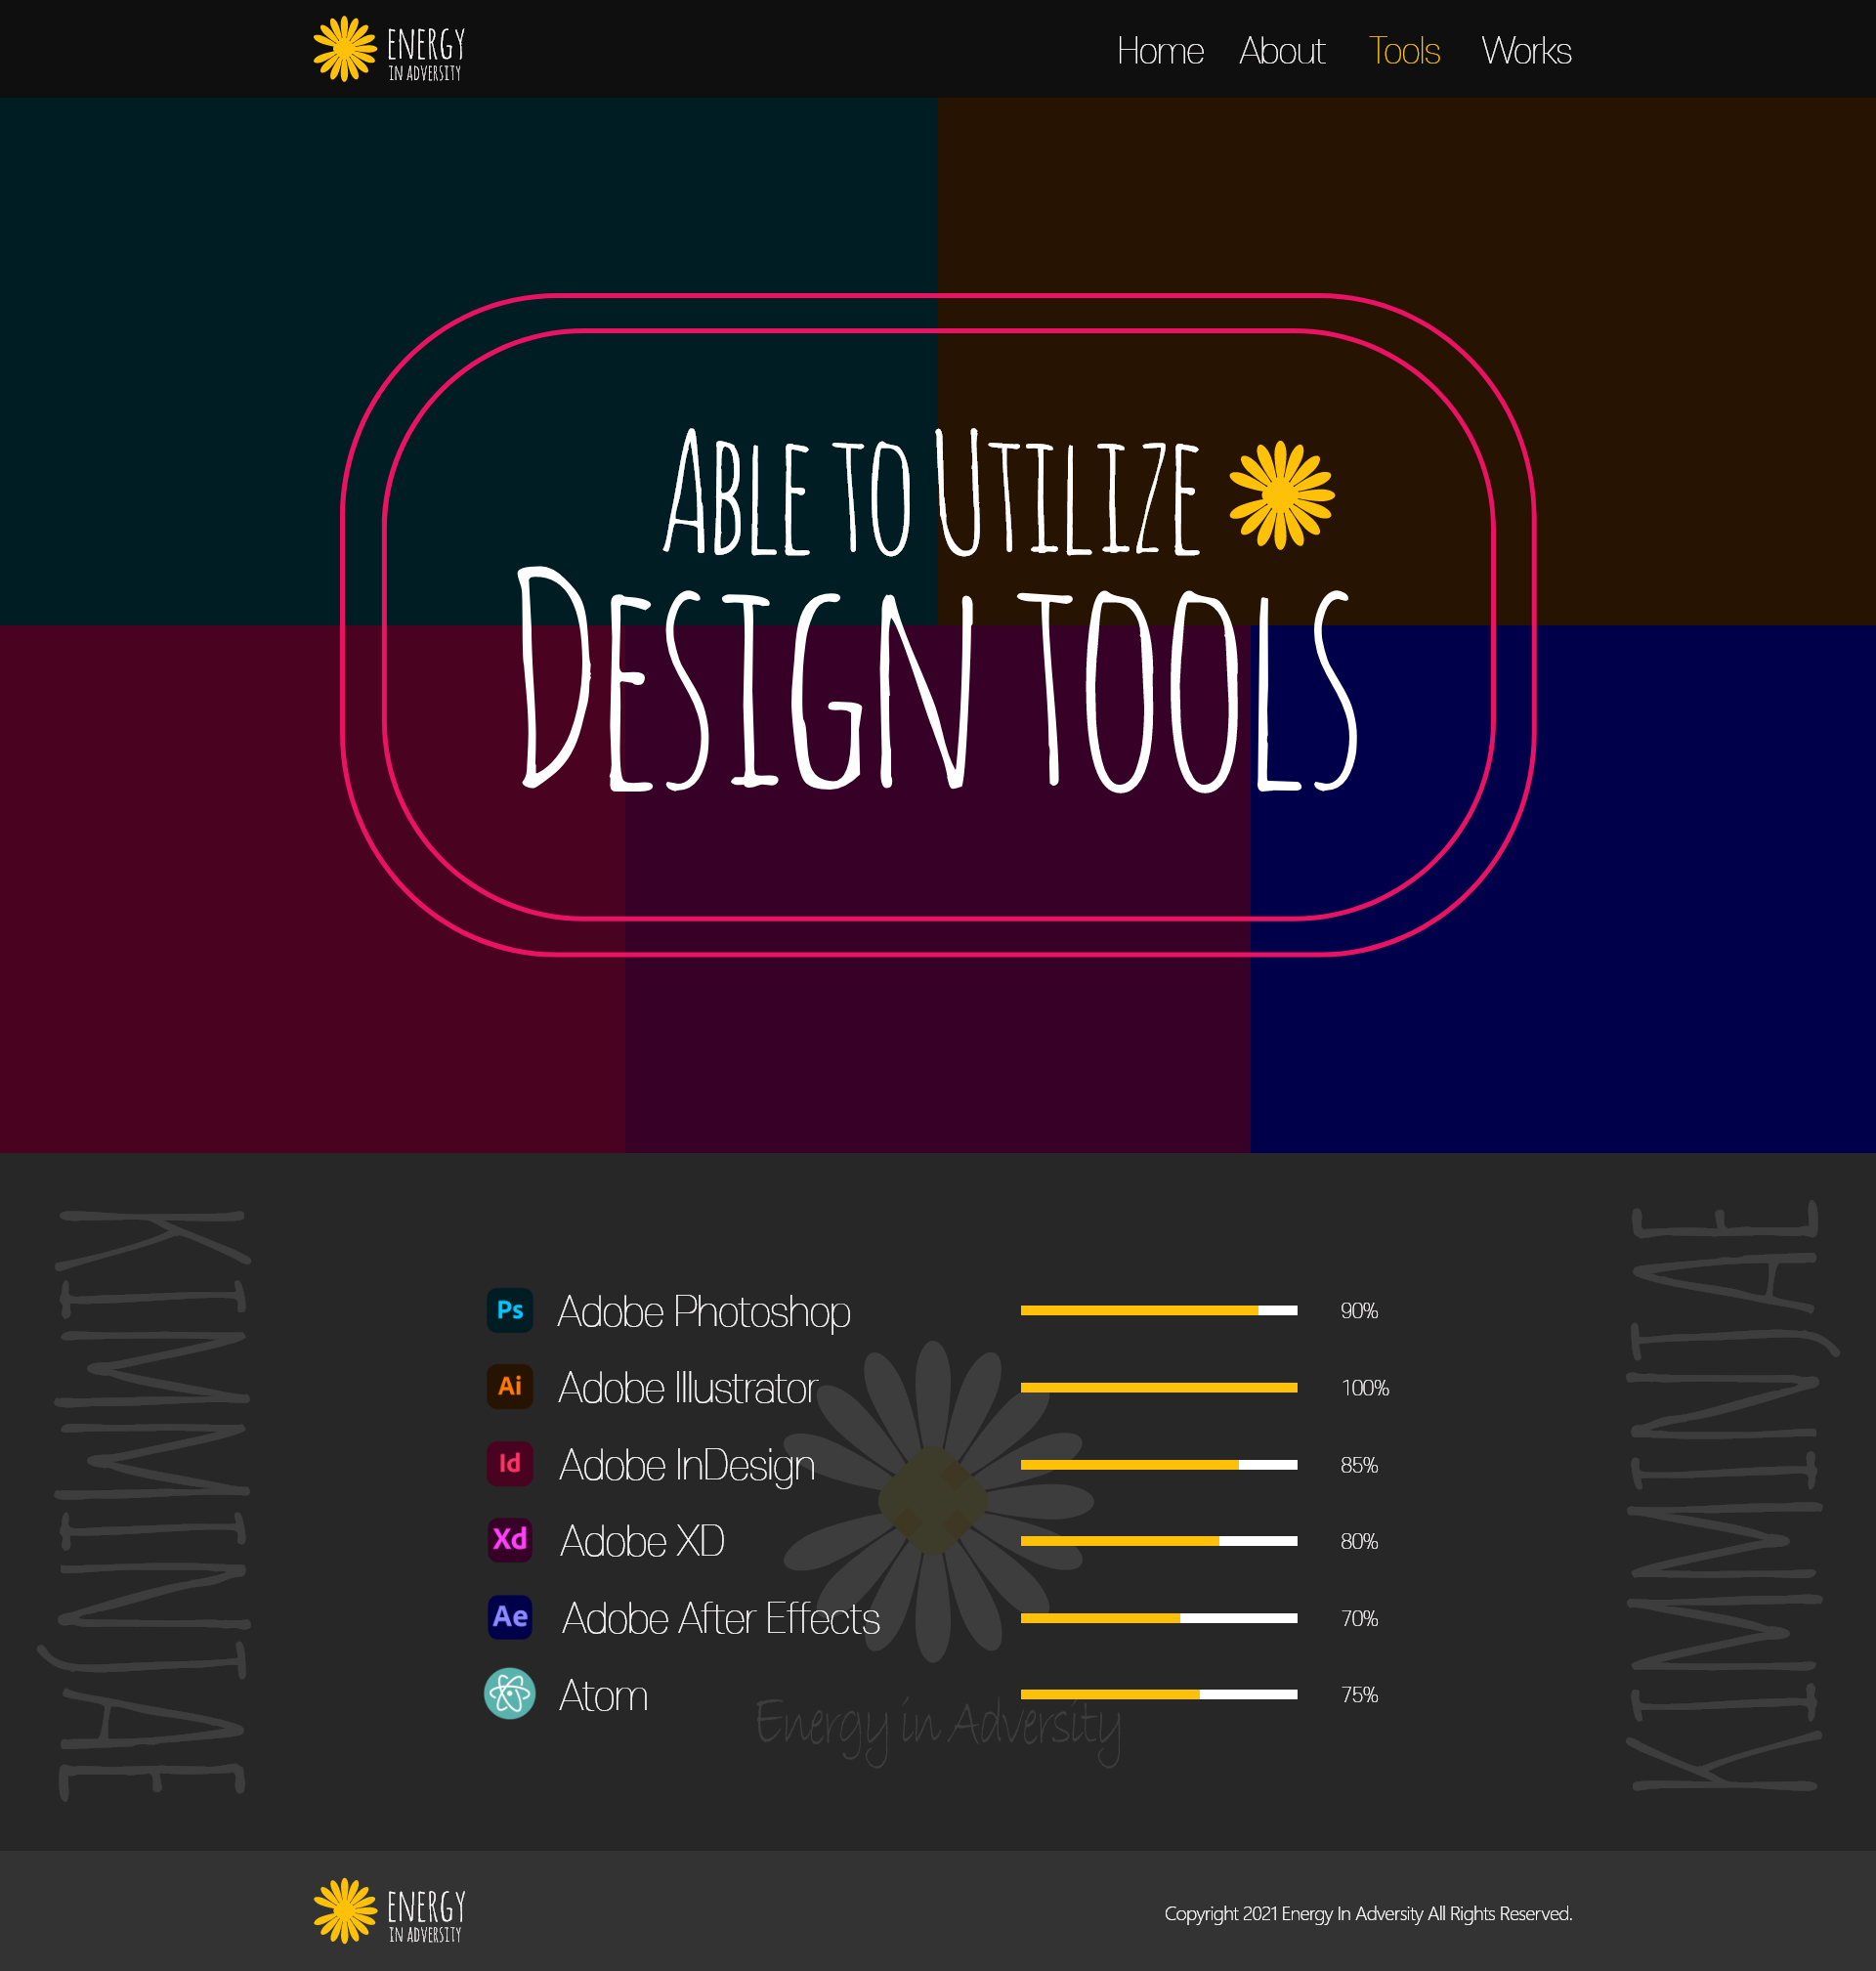 ENERGY
IN ADVERSITY
Home About Tools Works
ABLE TO UTILIZE
DESIGN TOOLS
KIMMINJAE
KIMMINJAE
Ps Adobe Photoshop 90%
Ai Adobe Illustrator 100%
Id Adobe InDesign 85%
Xd Adobe XD 80%
Ae Adobe After Effects 70%
Atom 75%
Energy in Adversity
ENERGY
IN ADVERSITY
Copyright 2021 Energy In Adversity All Rights Reserved.